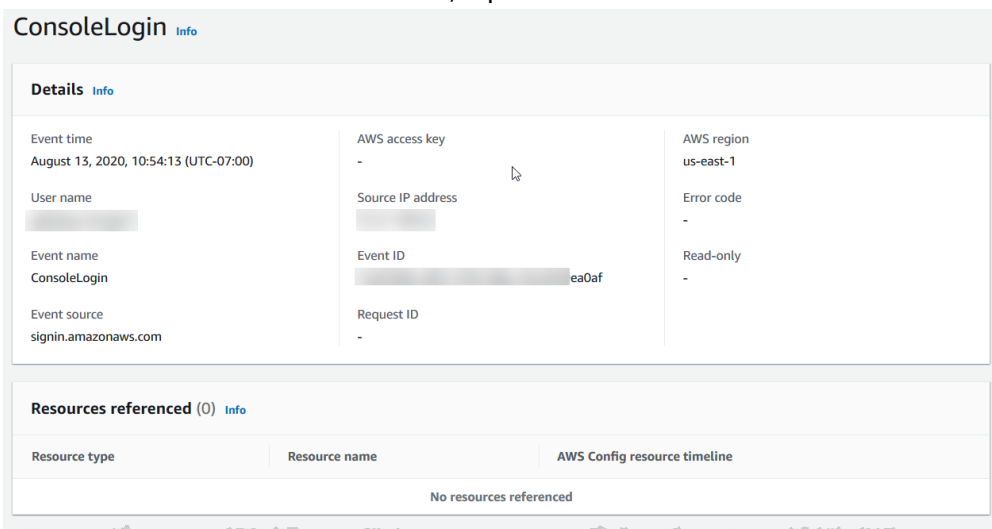 ConsoleLogin Info
Details Info
Event time
August 13, 2020, 10:54:13 (UTC-07:00)
User name
Event name
ConsoleLogin
Event source
signin.amazonaws.com
AWS access key
-
Source IP address
Event ID
ea0af
Request ID
-
AWS region
us-east-1
Error code
-
Read-only
-
Resources referenced (0) Info
Resource type Resource name AWS Config resource timeline
No resources referenced